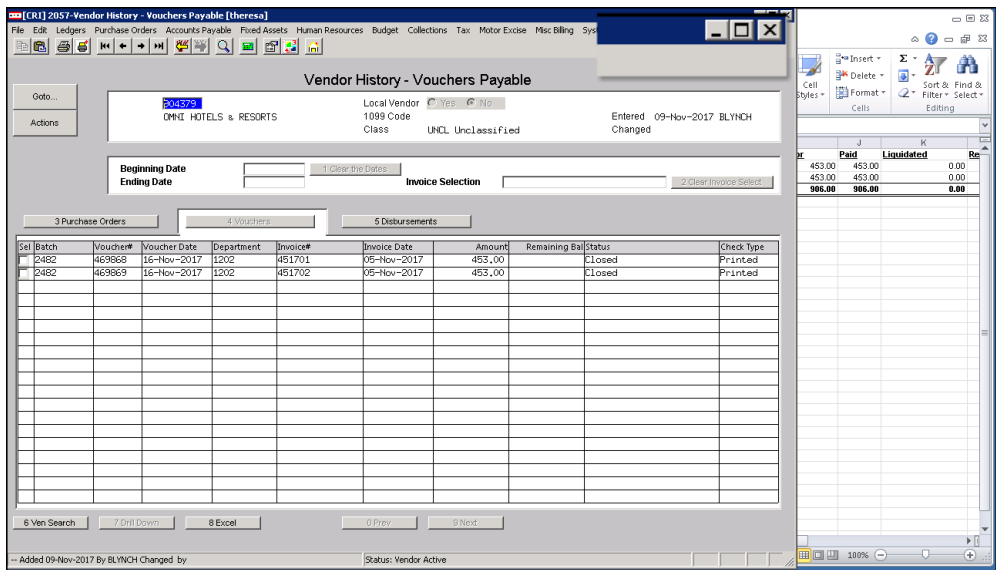 [CRI] 2057-Vendor History - Vouchers Payable [theresa]
File Edit Ledgers Purchase Orders Accounts Payable Fixed Assets Human Resources Budget Collections Tax Motor Excise Misc Billing
Vendor History - Vouchers Payable
Goto...
Actions
004379
OMNI HOTELS & RESORTS
Local Vendor Yes No
1099 Code
Class UNCL Unclassified
Entered 09-Nov-2017 BLYNCH
Changed
Beginning Date 1 Clear the Dates
Ending Date Invoice Selection 2 Clear Invoice Select
3 Purchase Orders 4 Vouchers 5 Disbursements
Sel Batch Voucher# Voucher Date Department Invoice# Invoice Date Amount Remaining Bal Status Check Type
2482 469868 16-Nov-2017 1202 451701 05-Nov-2017 453.00 Closed Printed
2482 469869 16-Nov-2017 1202 451702 05-Nov-2017 453.00 Closed Printed
6 Ven Search 7 Drill Down 8 Excel 0 Prev 9 Next
-- Added 09-Nov-2017 By BLYNCH Changed by Status: Vendor Active
Cell
Styles
Insert
Delete
Format
Cells
Σ
Sort &
Filter
Find &
Select
Editing
J K
Paid Liquidated Re
453.00 453.00 0.00
453.00 453.00 0.00
906.00 906.00 0.00
100%